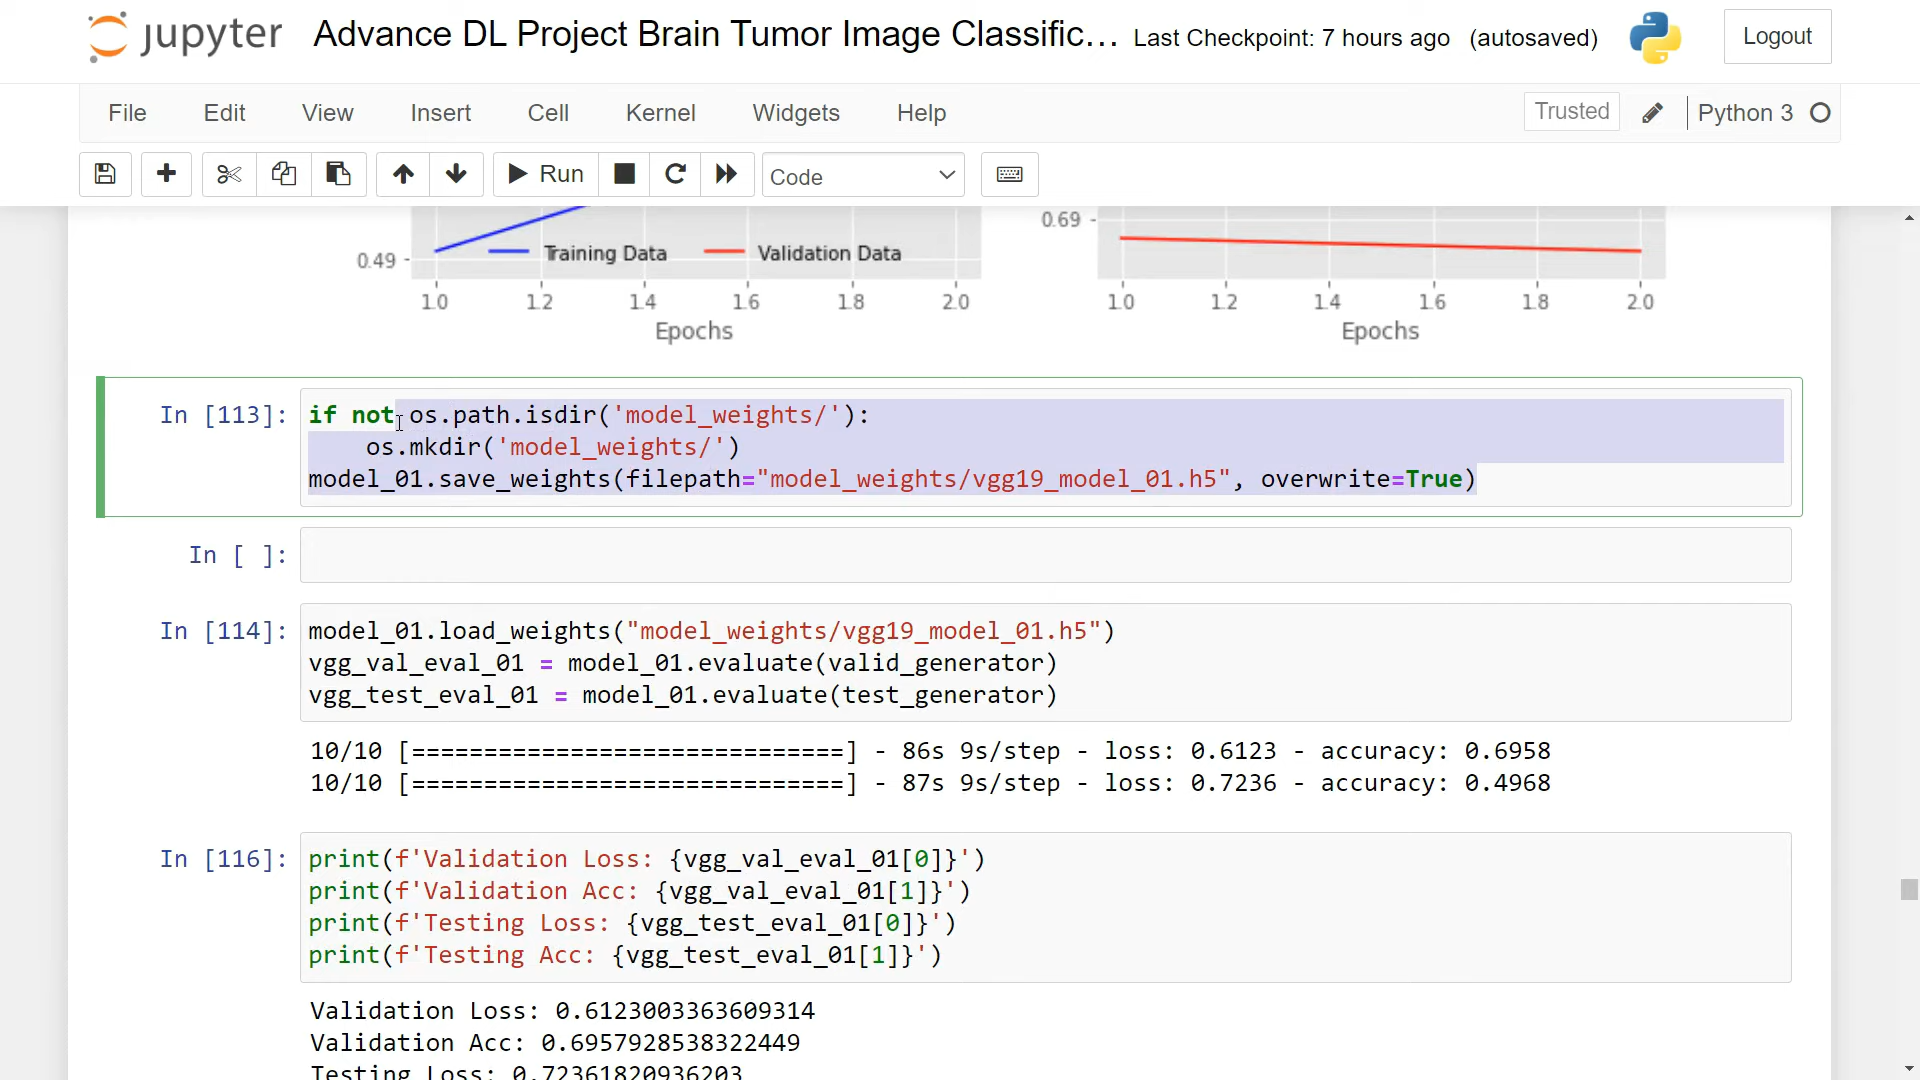 jupyter Advance DL Project Brain Tumor Image Classific... Last Checkpoint: 7 hours ago (autosaved) Logout
File Edit View Insert Cell Kernel Widgets Help Trusted Python 3
Run Code
0.49 Training Data Validation Data 0.69
1.0 1.2 1.4 1.6 1.8 2.0 1.0 1.2 1.4 1.6 1.8 2.0
Epochs Epochs
In [113]: if not os.path.isdir('model_weights/'):
os.mkdir('model_weights/')
model_01.save_weights(filepath="model_weights/vgg19_model_01.h5", overwrite=True)
In [ ]:
In [114]: model_01.load_weights("model_weights/vgg19_model_01.h5")
vgg_val_eval_01 = model_01.evaluate(valid_generator)
vgg_test_eval_01 = model_01.evaluate(test_generator)
10/10 [==============================] - 86s 9s/step - loss: 0.6123 - accuracy: 0.6958
10/10 [==============================] - 87s 9s/step - loss: 0.7236 - accuracy: 0.4968
In [116]: print(f'Validation Loss: {vgg_val_eval_01[0]}')
print(f'Validation Acc: {vgg_val_eval_01[1]}')
print(f'Testing Loss: {vgg_test_eval_01[0]}')
print(f'Testing Acc: {vgg_test_eval_01[1]}')
Validation Loss: 0.6123003363609314
Validation Acc: 0.6957928538322449
Testing Loss: 0.72361820936203